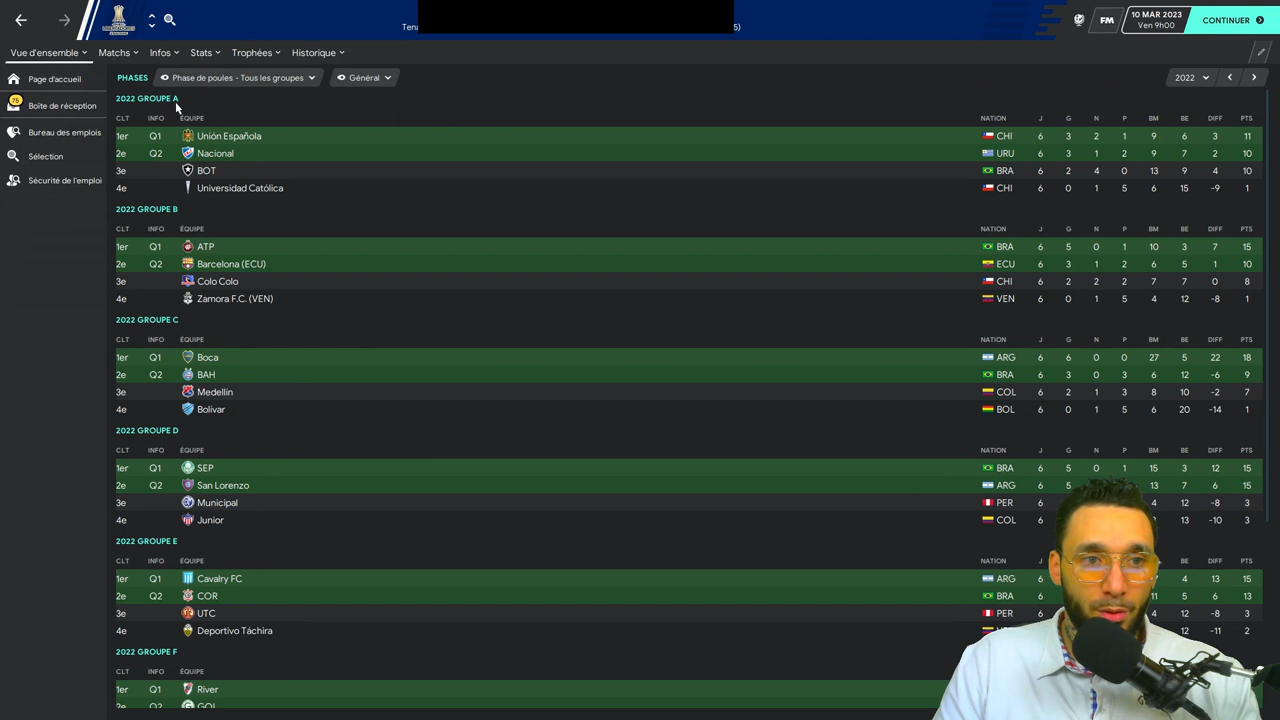 Tena 5)
10 MAR 2023
Ven 9h00
CONTINUER
FM
Vue d'ensemble Matchs Infos Stats Trophées Historique
Page d'accueil
75
Boîte de réception
Bureau des emplois
Sélection
Sécurité de l'emploi
PHASES Phase de poules - Tous les groupes Général 2022
2022 GROUPE A
CLT INFO ÉQUIPE NATION J G N P BM BE DIFF PTS
1er Q1 Unión Española CHI 6 3 2 1 9 6 3 11
2e Q2 Nacional URU 6 3 1 2 9 7 2 10
3e BOT BRA 6 2 4 0 13 9 4 10
4e Universidad Católica CHI 6 0 1 5 6 15 -9 1
2022 GROUPE B
CLT INFO ÉQUIPE NATION J G N P BM BE DIFF PTS
1er Q1 ATP BRA 6 5 0 1 10 3 7 15
2e Q2 Barcelona (ECU) ECU 6 3 1 2 6 5 1 10
3e Colo Colo CHI 6 2 2 2 7 7 0 8
4e Zamora F.C. (VEN) VEN 6 0 1 5 4 12 -8 1
2022 GROUPE C
CLT INFO ÉQUIPE NATION J G N P BM BE DIFF PTS
1er Q1 Boca ARG 6 6 0 0 27 5 22 18
2e Q2 BAH BRA 6 3 0 3 6 12 -6 9
3e Medellín COL 6 2 1 3 8 10 -2 7
4e Bolívar BOL 6 0 1 5 6 20 -14 1
2022 GROUPE D
CLT INFO ÉQUIPE NATION J G N P BM BE DIFF PTS
1er Q1 SEP BRA 6 5 0 1 15 3 12 15
2e Q2 San Lorenzo ARG 6 5 13 7 6 15
3e Municipal PER 6 4 12 -8 3
4e Junior COL 6 13 -10 3
2022 GROUPE E
CLT INFO ÉQUIPE NATION J BE DIFF PTS
1er Q1 Cavalry FC ARG 6 4 13 15
2e Q2 COR BRA 6 11 5 6 13
3e UTC PER 6 4 12 -8 3
4e Deportivo Táchira 6 12 -11 2
2022 GROUPE F
CLT INFO ÉQUIPE
1er Q1 River
2e Q2 GOL